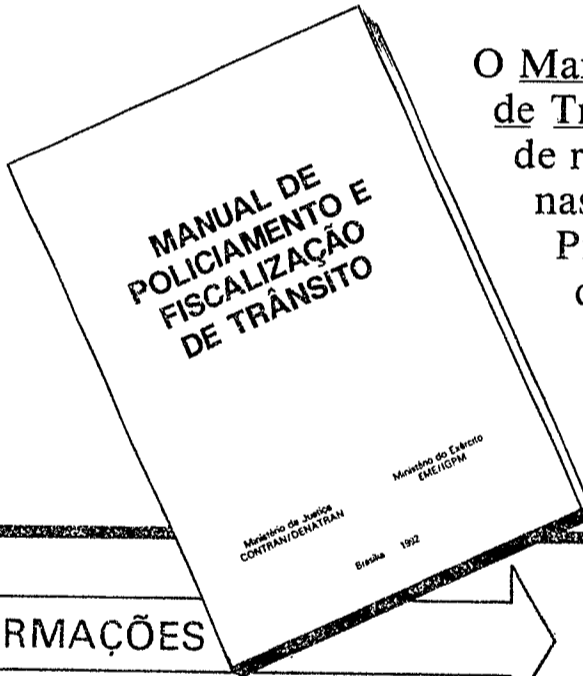 O Ma
de Tr
de r
nas
P
MANUAL DE
POLICIAMENTO E
FISCALIZAÇÃO
DE TRÂNSITO
Ministério da Justiça
CONTRAN/DENATRAN
Ministério do Exército
EME/IGPM
Brasília 1992
RMAÇÕES